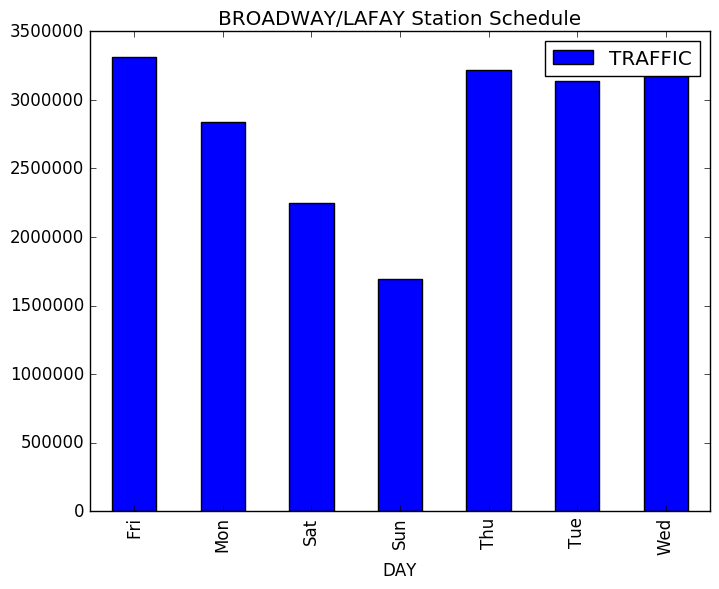 BROADWAY/LAFAY Station Schedule
TRAFFIC
3500000
3000000
2500000
2000000
1500000
1000000
500000
0
Fri
Mon
Sat
Sun
Thu
Tue
Wed
DAY